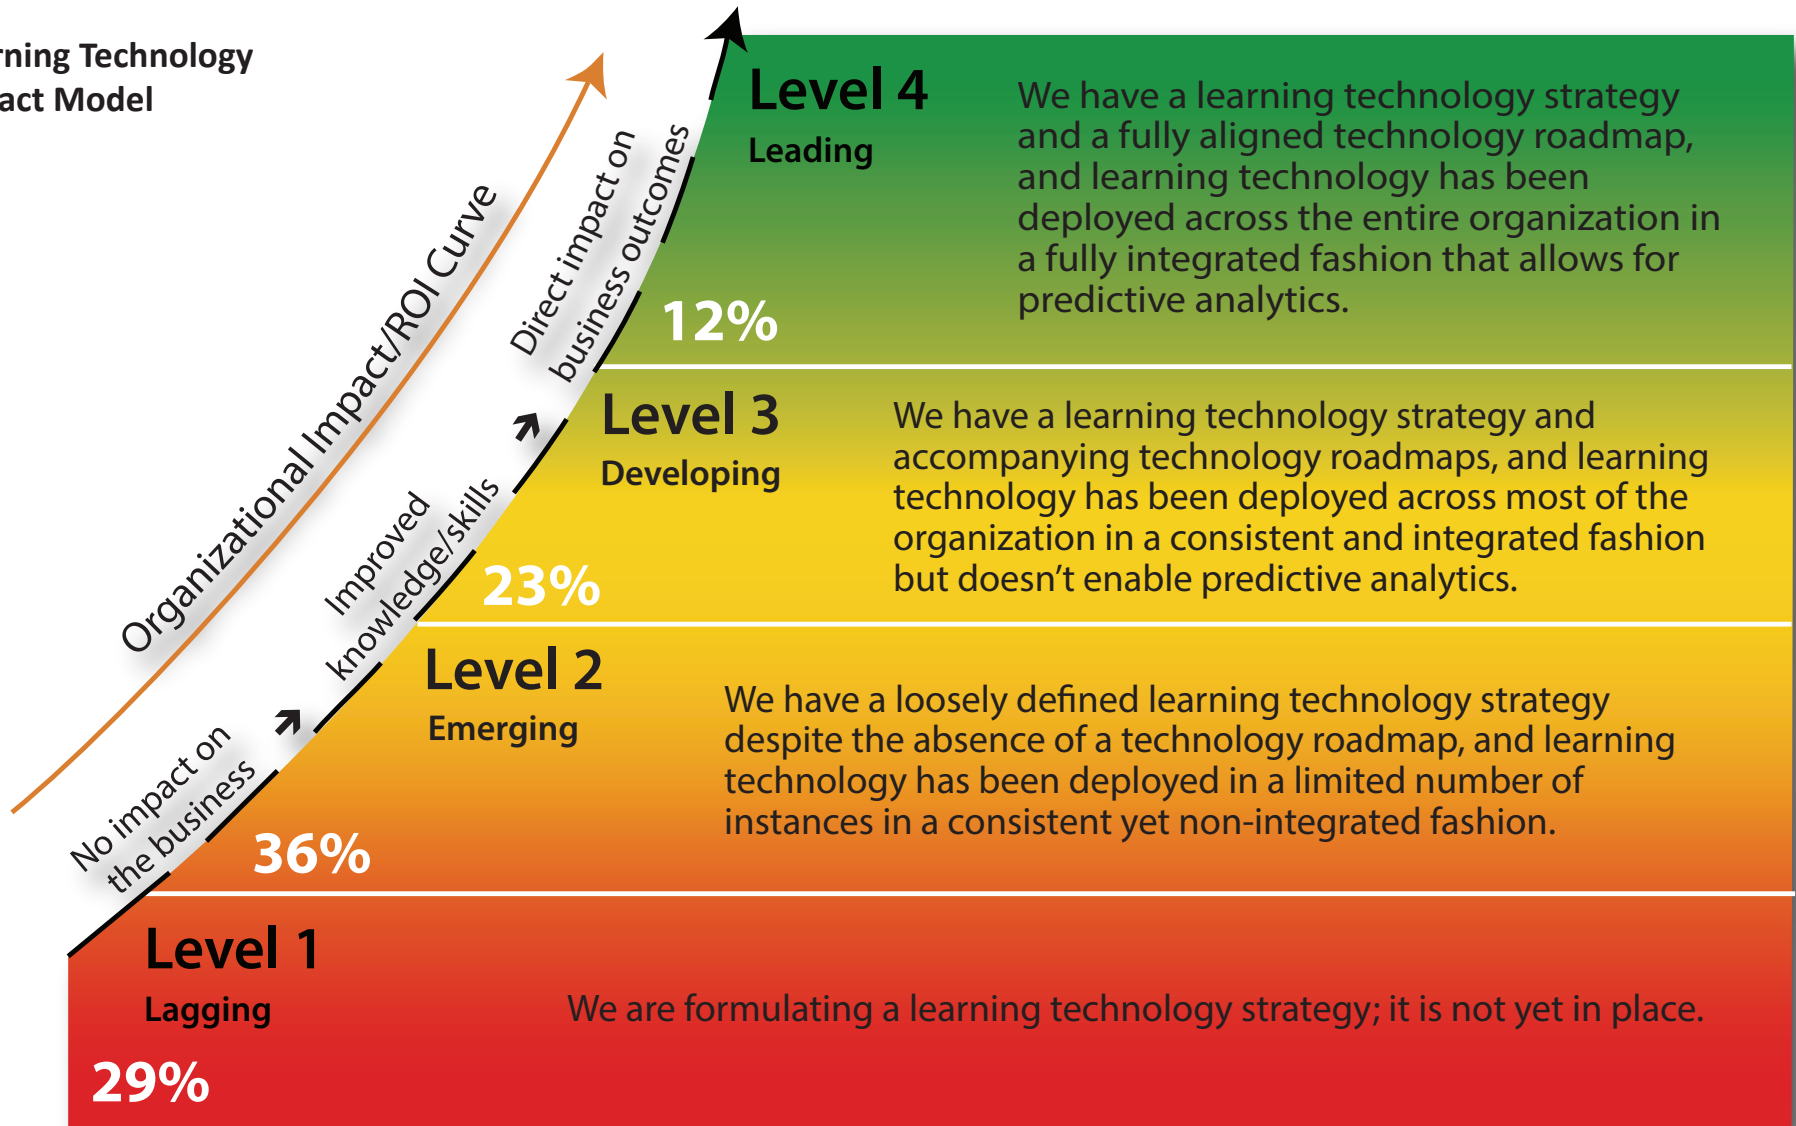 rning Technology
act Model
Organizational Impact/ROI Curve
No impact on
the business
Improved
knowledge/skills
Direct impact on
business outcomes
Level 4
Leading
12%
We have a learning technology strategy
and a fully aligned technology roadmap,
and learning technology has been
deployed across the entire organization in
a fully integrated fashion that allows for
predictive analytics.
Level 3
Developing
23%
We have a learning technology strategy and
accompanying technology roadmaps, and learning
technology has been deployed across most of the
organization in a consistent and integrated fashion
but doesn't enable predictive analytics.
Level 2
Emerging
36%
We have a loosely defined learning technology strategy
despite the absence of a technology roadmap, and learning
technology has been deployed in a limited number of
instances in a consistent yet non-integrated fashion.
Level 1
Lagging
29%
We are formulating a learning technology strategy; it is not yet in place.